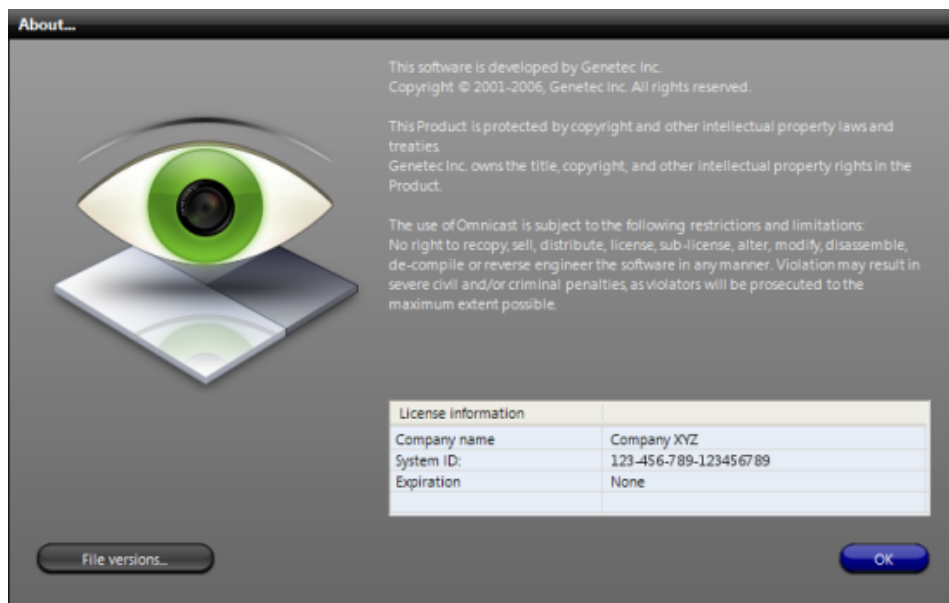 About...
This software is developed by Genetec Inc.
Copyright © 2001-2006, Genetec Inc. All rights reserved.
This Product is protected by copyright and other intellectual property laws and
treaties.
Genetec Inc. owns the title, copyright, and other intellectual property rights in the
Product.
The use of Omnicast is subject to the following restrictions and limitations:
No right to recopy, sell, distribute, license, sub-license, alter, modify, disassemble,
de-compile or reverse engineer the software in any manner. Violation may result in
severe civil and/or criminal penalties, as violators will be prosecuted to the
maximum extent possible.
License information
Company name Company XYZ
System ID: 123-456-789-123456789
Expiration None
File versions... OK